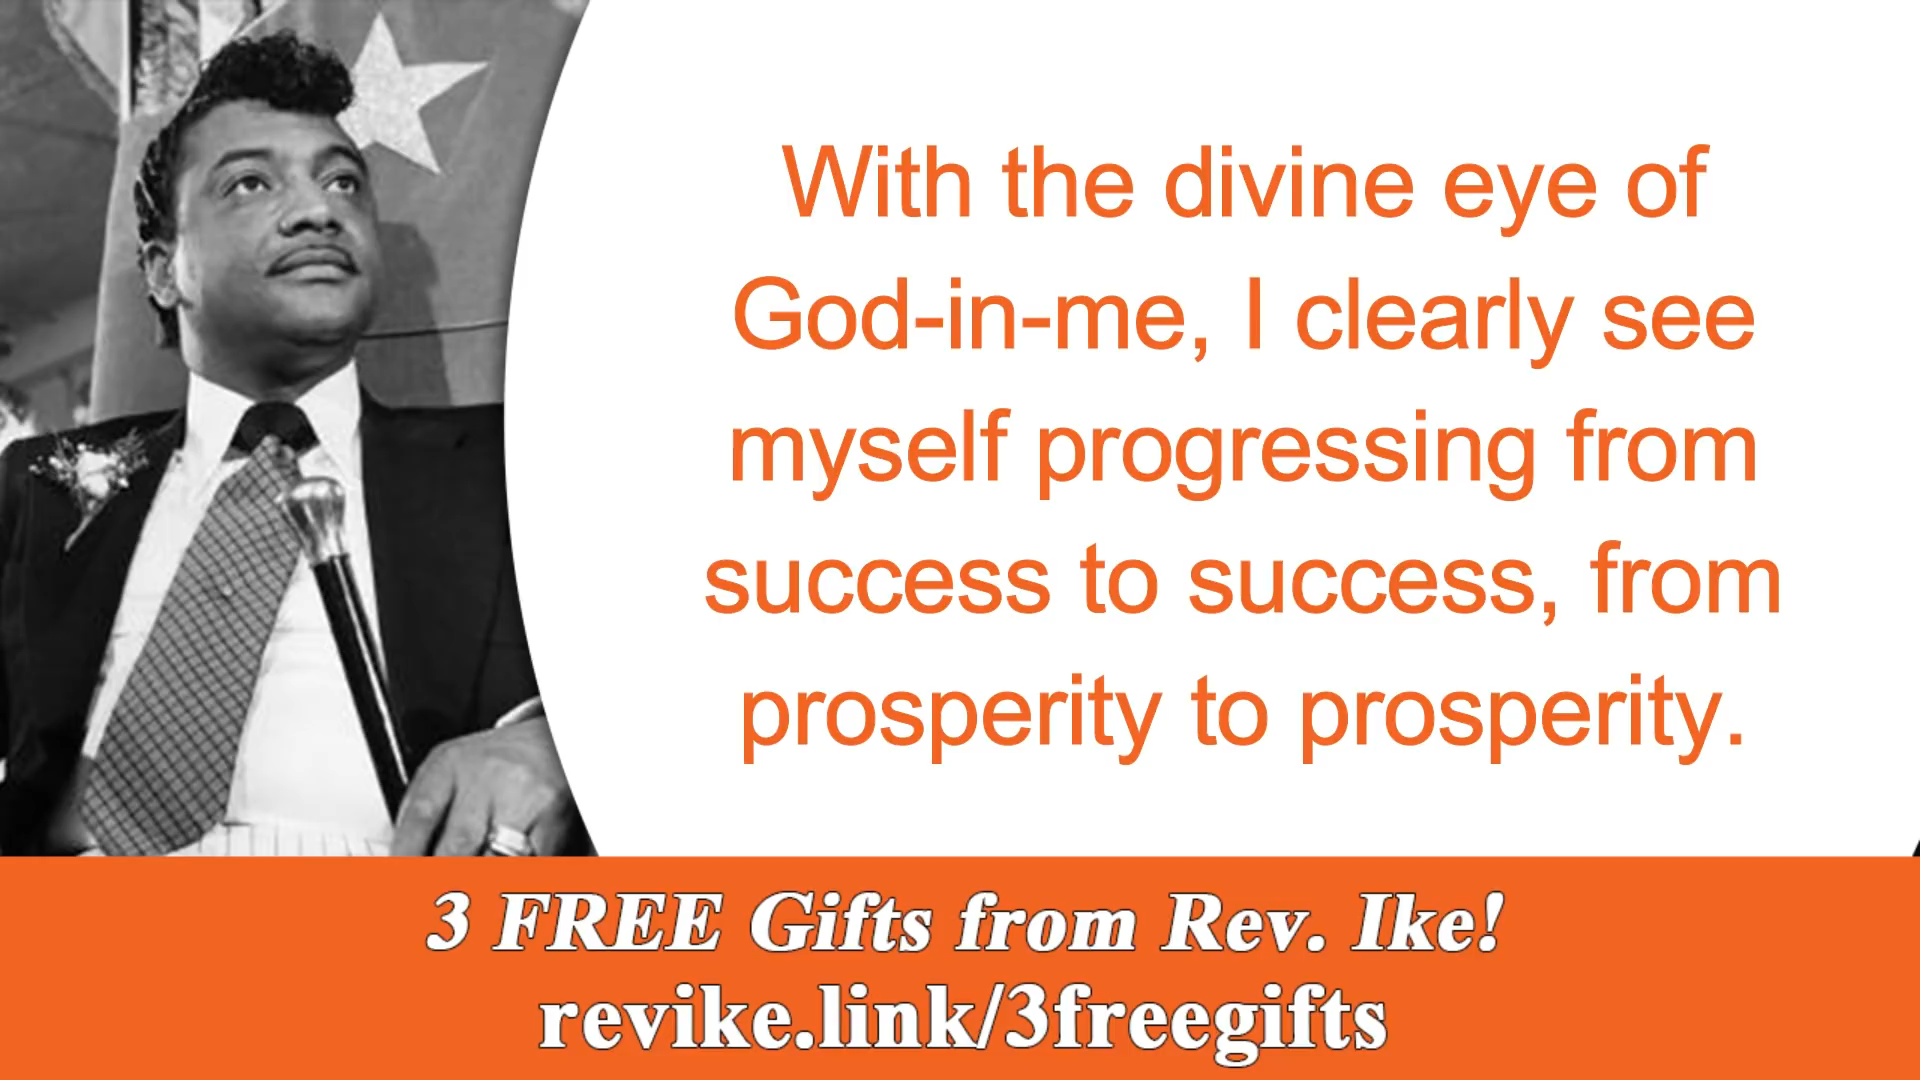 With the divine eye of
God-in-me, I clearly see
myself progressing from
success to success, from
prosperity to prosperity.
3 FREE Gifts from Rev. Ike!
revike.link/3freegifts